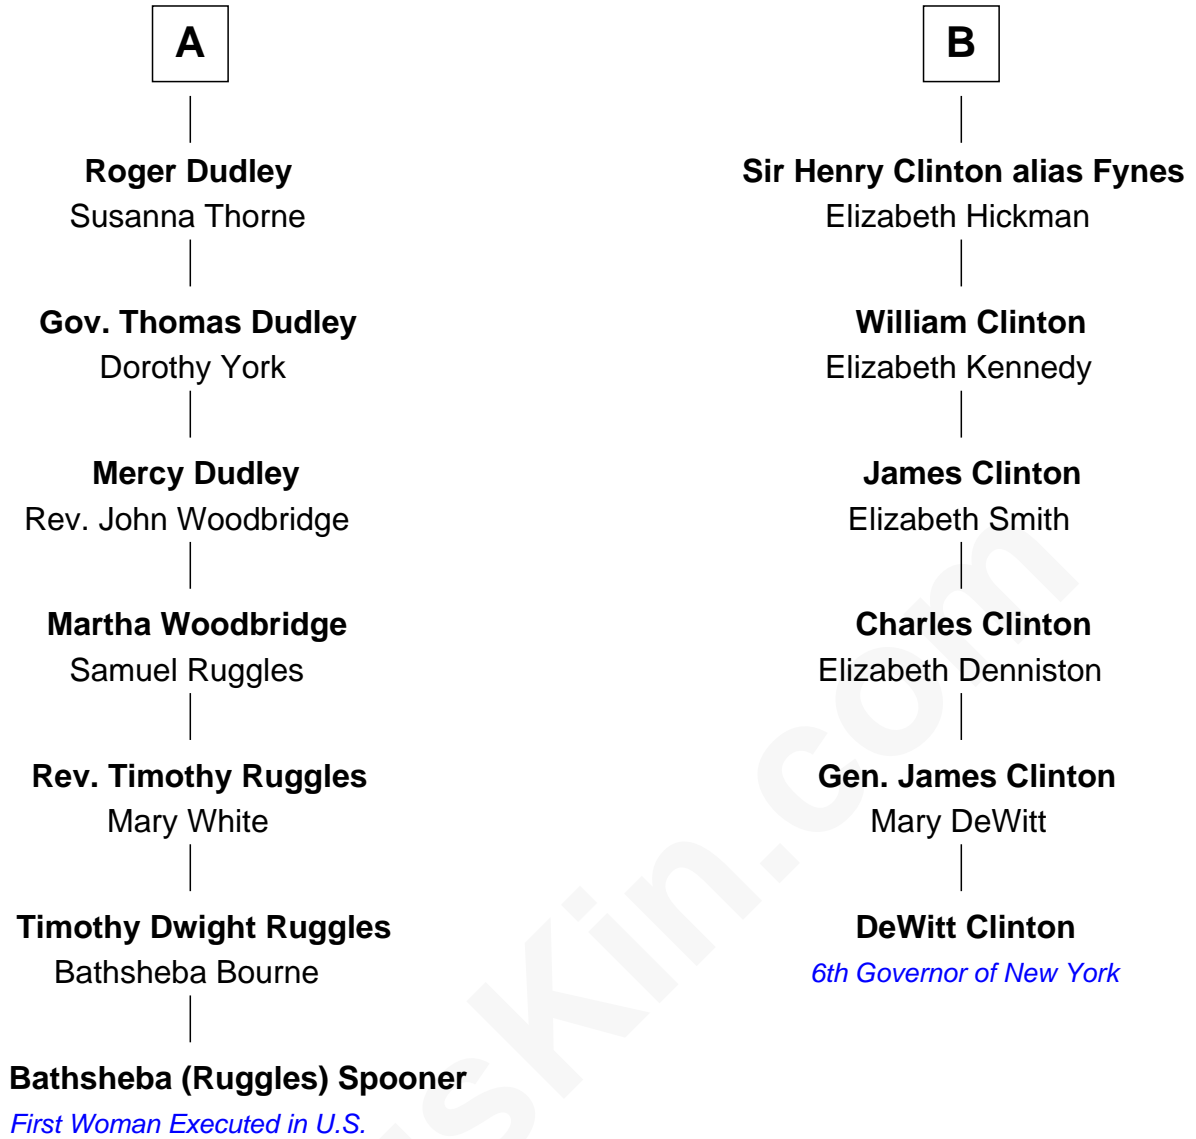 A
Roger Dudley
Susanna Thorne
Gov. Thomas Dudley
Dorothy York
Mercy Dudley
Rev. John Woodbridge
Martha Woodbridge
Samuel Ruggles
Rev. Timothy Ruggles
Mary White
Timothy Dwight Ruggles
Bathsheba Bourne
Bathsheba (Ruggles) Spooner
First Woman Executed in U.S.
B
Sir Henry Clinton alias Fynes
Elizabeth Hickman
William Clinton
Elizabeth Kennedy
James Clinton
Elizabeth Smith
Charles Clinton
Elizabeth Denniston
Gen. James Clinton
Mary DeWitt
DeWitt Clinton
6th Governor of New York